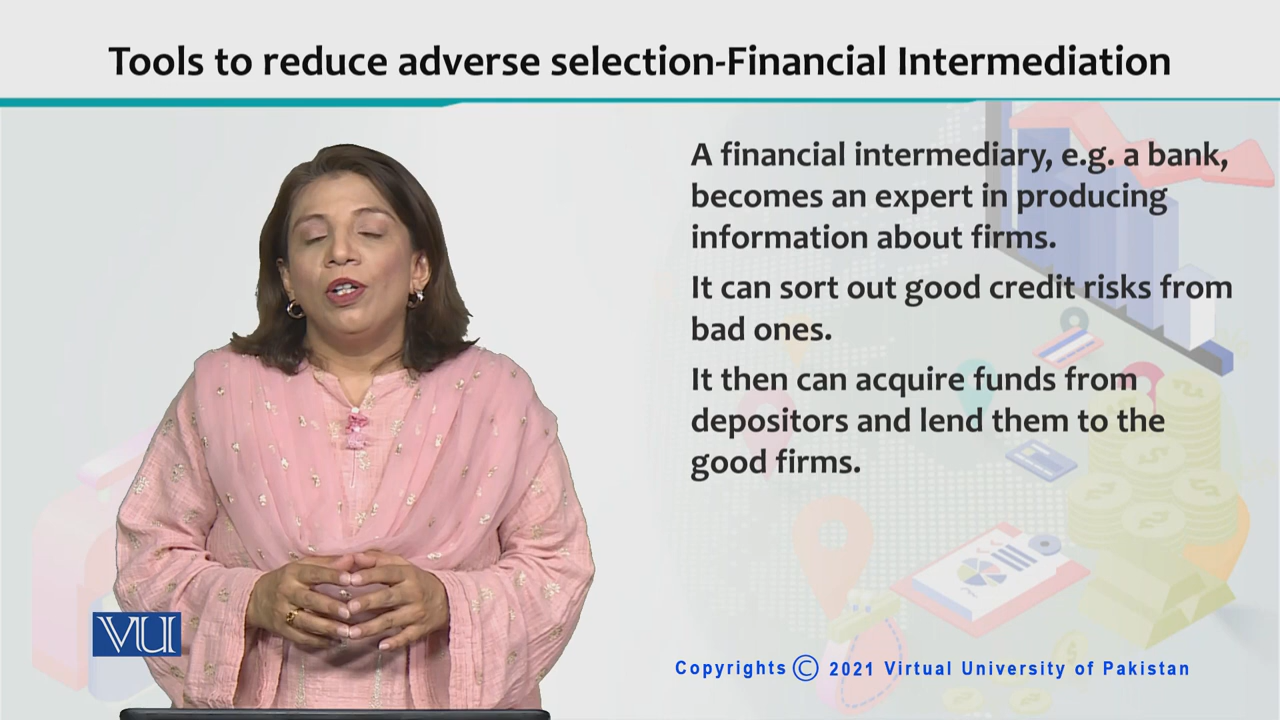 Tools to reduce adverse selection-Financial Intermediation
A financial intermediary, e.g. a bank,
becomes an expert in producing
information about firms.
It can sort out good credit risks from
bad ones.
It then can acquire funds from
depositors and lend them to the
good firms.
VU
Copyrights © 2021 Virtual University of Pakistan